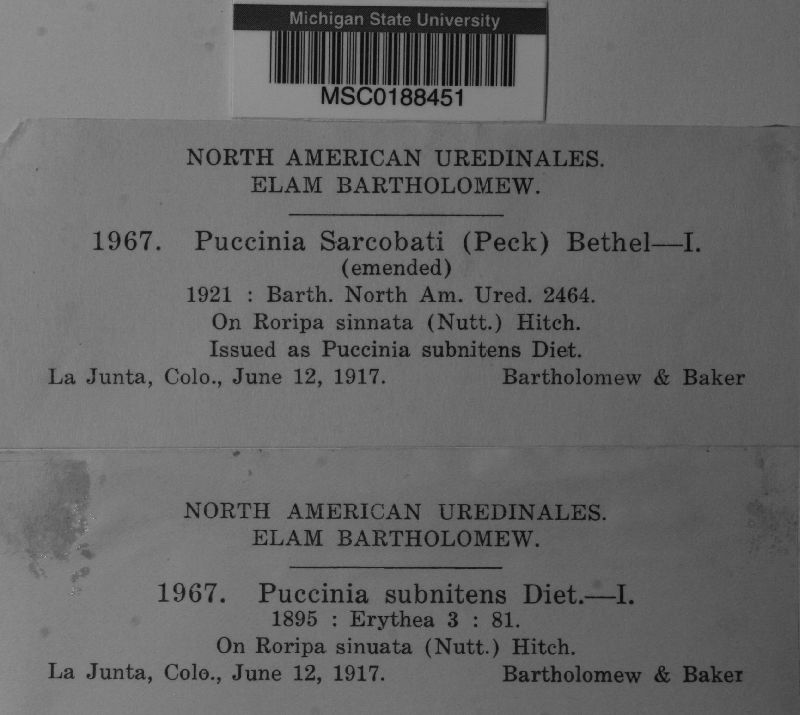 Michigan State University
MSC0188451
NORTH AMERICAN UREDINALES.
ELAM BARTHOLOMEW.
1967. Puccinia Sarcobati (Peck) Bethel—I.
(emended)
1921 : Barth. North Am. Ured. 2464.
On Roripa sinnata (Nutt.) Hitch.
Issued as Puccinia subnitens Diet.
La Junta, Colo., June 12, 1917. Bartholomew & Baker
NORTH AMERICAN UREDINALES.
ELAM BARTHOLOMEW.
1967. Puccinia subnitens Diet.—I.
1895 : Erythea 3 : 81.
On Roripa sinuata (Nutt.) Hitch.
La Junta, Colo., June 12, 1917. Bartholomew & Baker